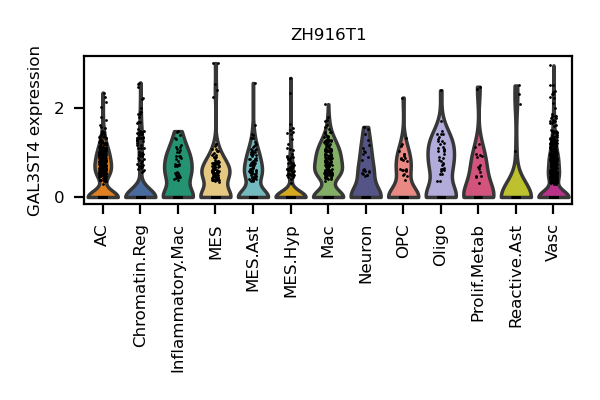 ZH916T1
GAL3ST4 expression
2
0
AC
Chromatin.Reg
Inflammatory.Mac
MES
MES.Ast
MES.Hyp
Mac
Neuron
OPC
Oligo
Prolif.Metab
Reactive.Ast
Vasc